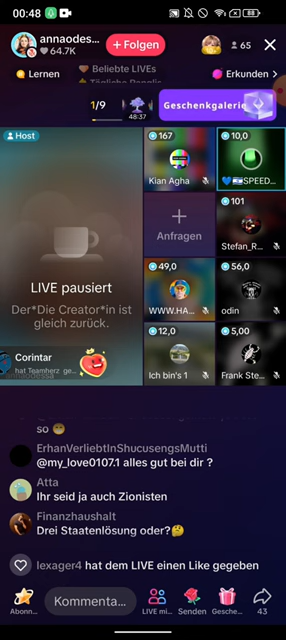 00:48
annaodes...
64.7K
+ Folgen
65
Lernen
Beliebte LIVEs
Erkunden >
Tägliche
1/9
48:37
Geschenkgalerie
Host
LIVE pausiert
Der*Die Creator*in ist
gleich zurück.
Corintar
hat Teamherz ge...
167
Kian Agha
10,0
SPEED...
Anfragen
101
Stefan_R...
49,0
WWW.HA...
56,0
odin
12,0
Ich bin's 1
5,00
Frank Ste...
so 😁
ErhanVerliebtInShucusengsMutti
@my_love0107.1 alles gut bei dir ?
Atta
Ihr seid ja auch Zionisten
Finanzhaushalt
Drei Staatenlösung oder?🤔
lexager4 hat dem LIVE einen Like gegeben
Abonn...
Kommenta...
LIVE mi...
Senden
Gesche...
43